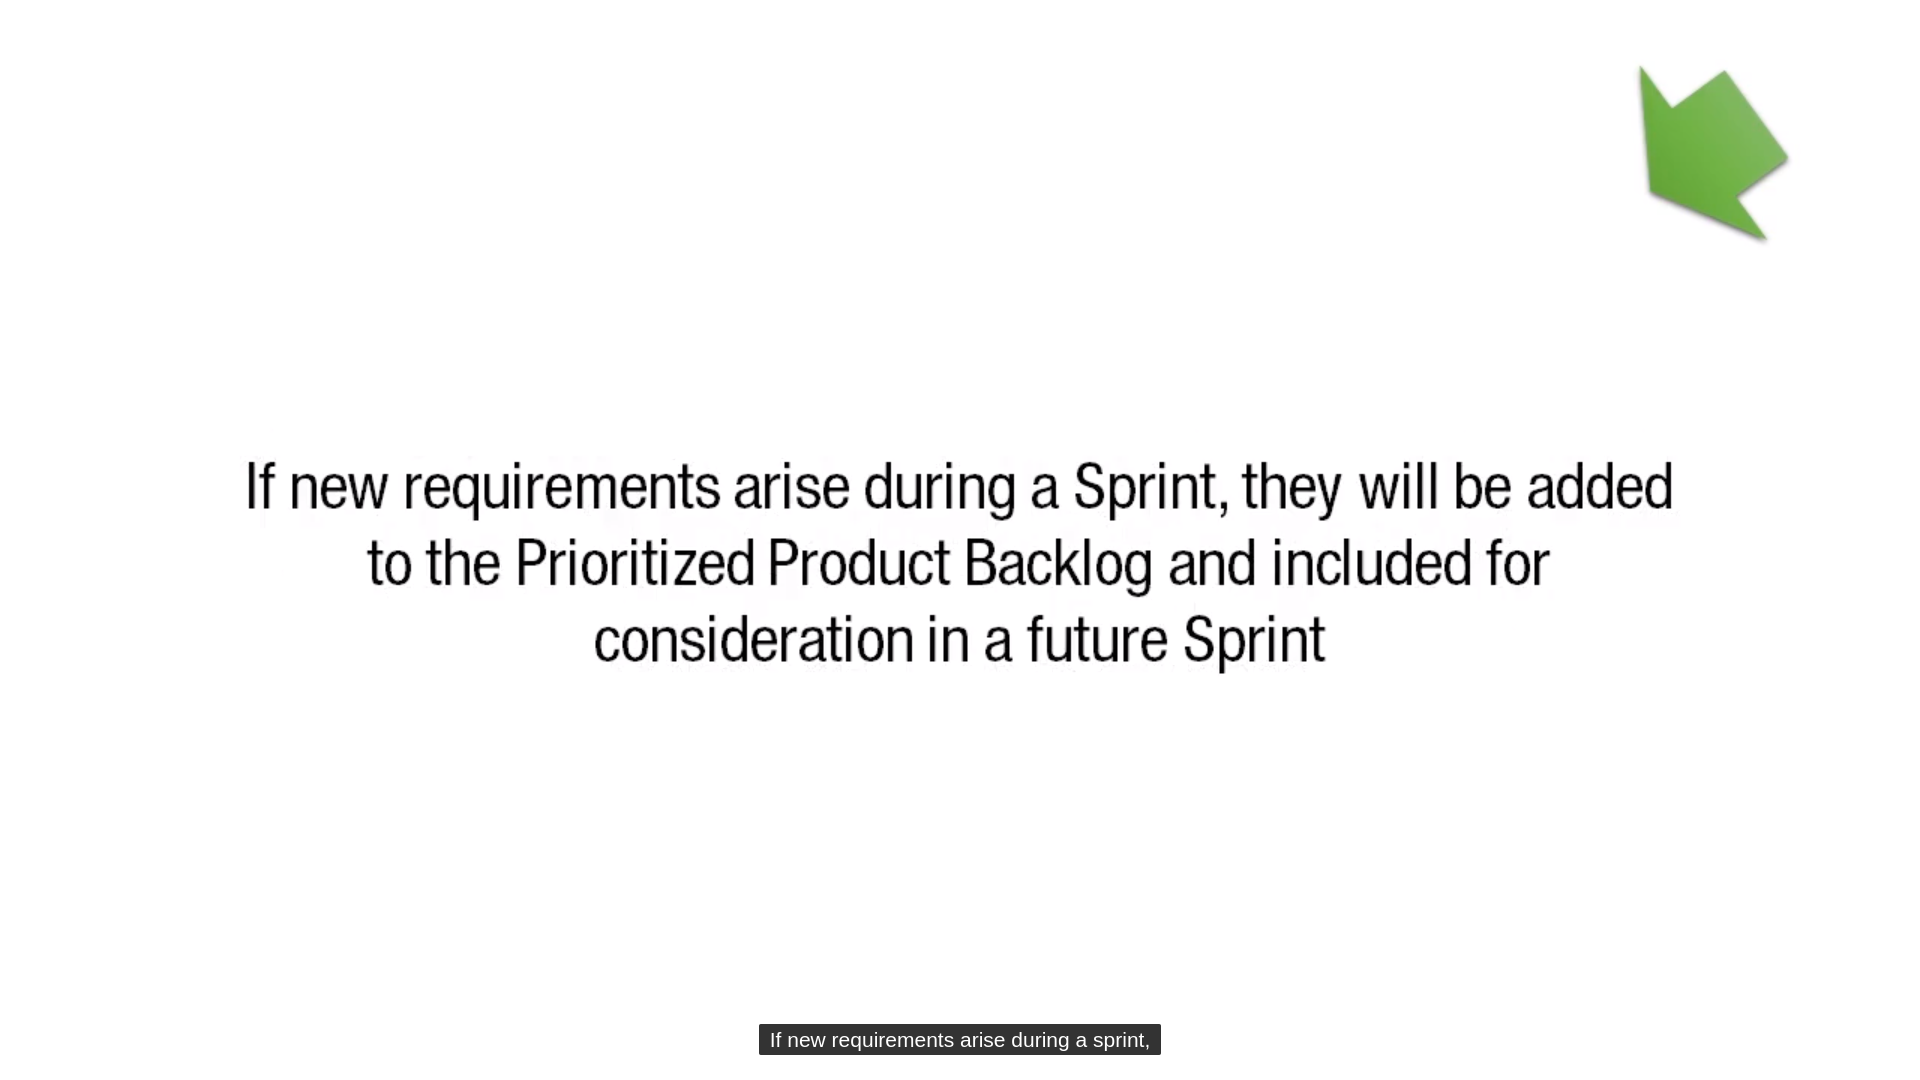 If new requirements arise during a Sprint, they will be added
to the Prioritized Product Backlog and included for
consideration in a future Sprint
If new requirements arise during a sprint,